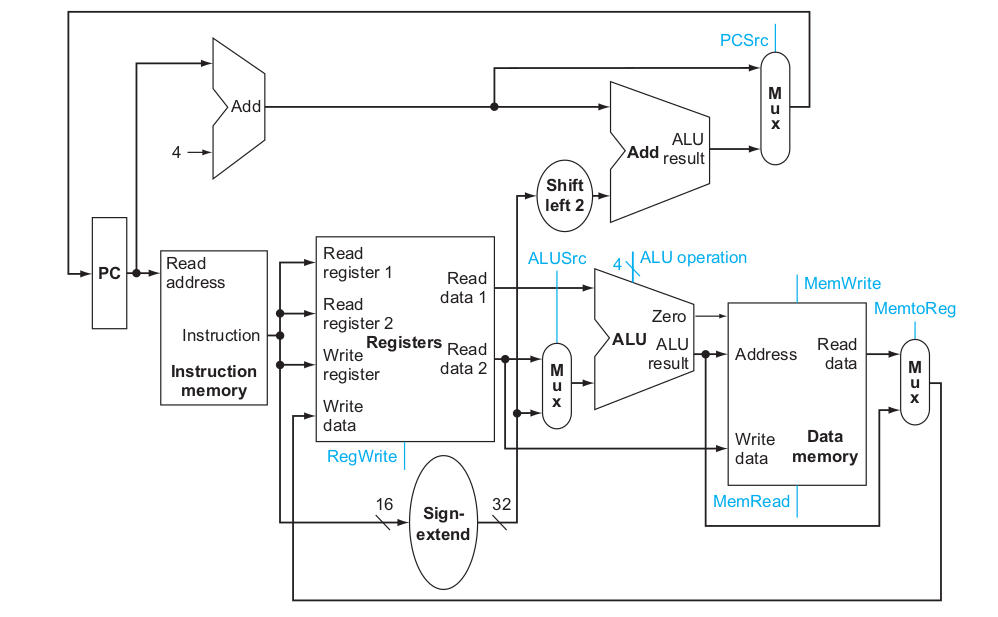 PCSrc
M
u
x
Add
4
Add
ALU
result
Shift
left 2
PC
Read
address
Instruction
Instruction
memory
Read
register 1
Read
register 2
Write
register
Write
data
Registers
Read
data 1
Read
data 2
RegWrite
ALUSrc
M
u
x
4
ALU operation
Zero
ALU
ALU
result
MemWrite
Address
Read
data
Write
data
Data
memory
MemRead
MemtoReg
M
u
x
16
Sign-
extend
32